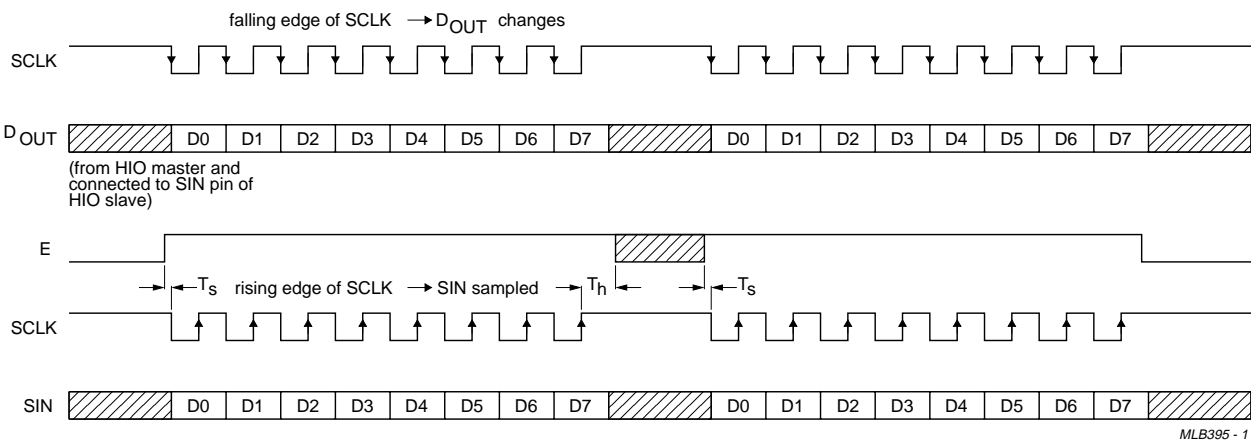 falling edge of SCLK → DOUT changes
SCLK
DOUT D0 D1 D2 D3 D4 D5 D6 D7 D0 D1 D2 D3 D4 D5 D6 D7
(from HIO master and
connected to SIN pin of
HIO slave)
E
Ts rising edge of SCLK → SIN sampled Th Ts
SCLK
SIN D0 D1 D2 D3 D4 D5 D6 D7 D0 D1 D2 D3 D4 D5 D6 D7
MLB395 - 1